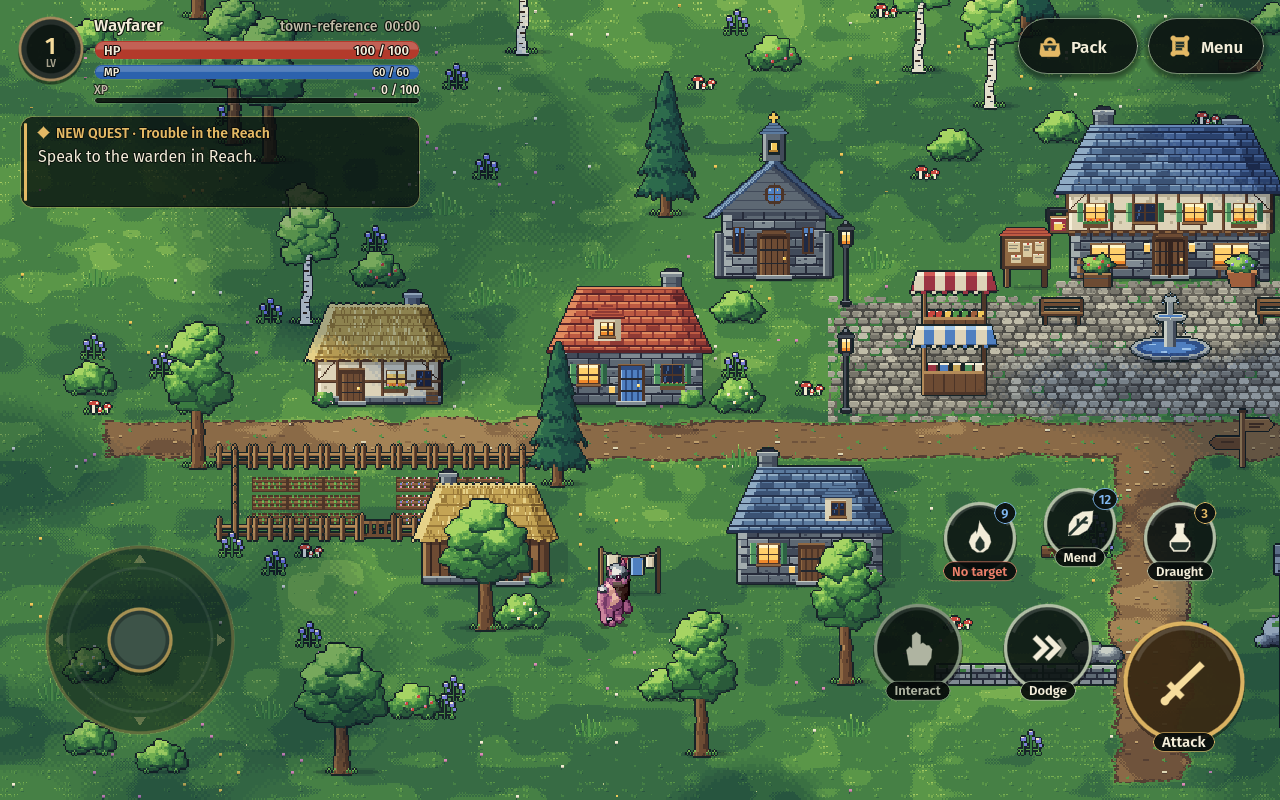 Wayfarer town-reference 00:00
1
LV
HP 100 / 100
MP 60 / 60
XP 0 / 100
NEW QUEST · Trouble in the Reach
Speak to the warden in Reach.
Pack
Menu
9
No target
12
Mend
3
Draught
Interact
Dodge
Attack